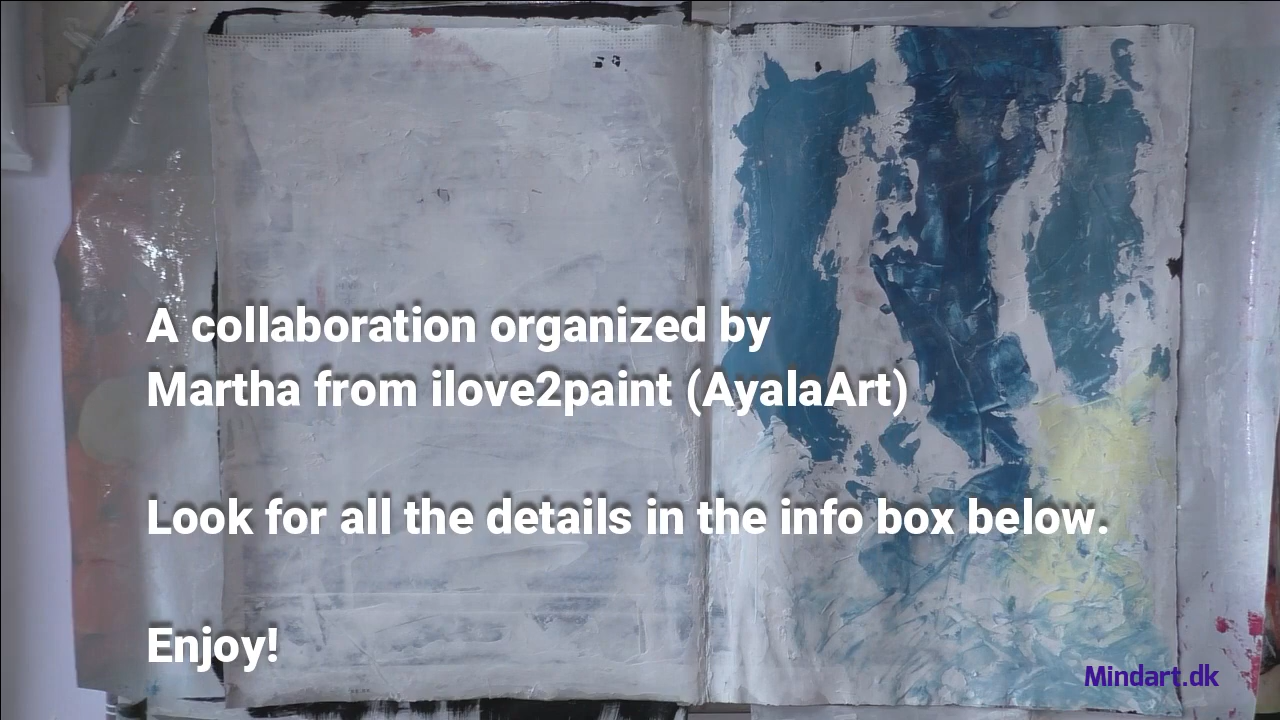 A collaboration organized by
Martha from ilove2paint (AyalaArt)
Look for all the details in the info box below.
Enjoy!
Mindart.dk